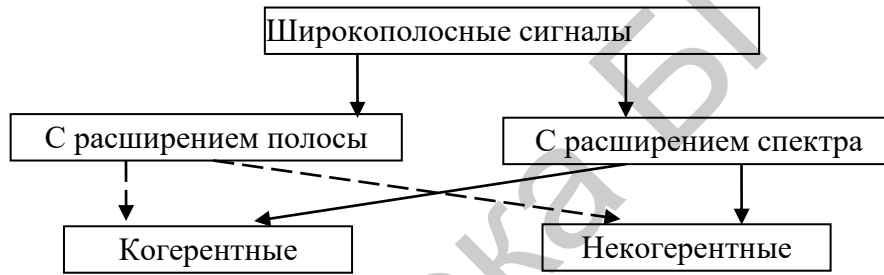 Широкополосные сигналы
С расширением полосы
С расширением спектра
Когерентные
Некогерентные